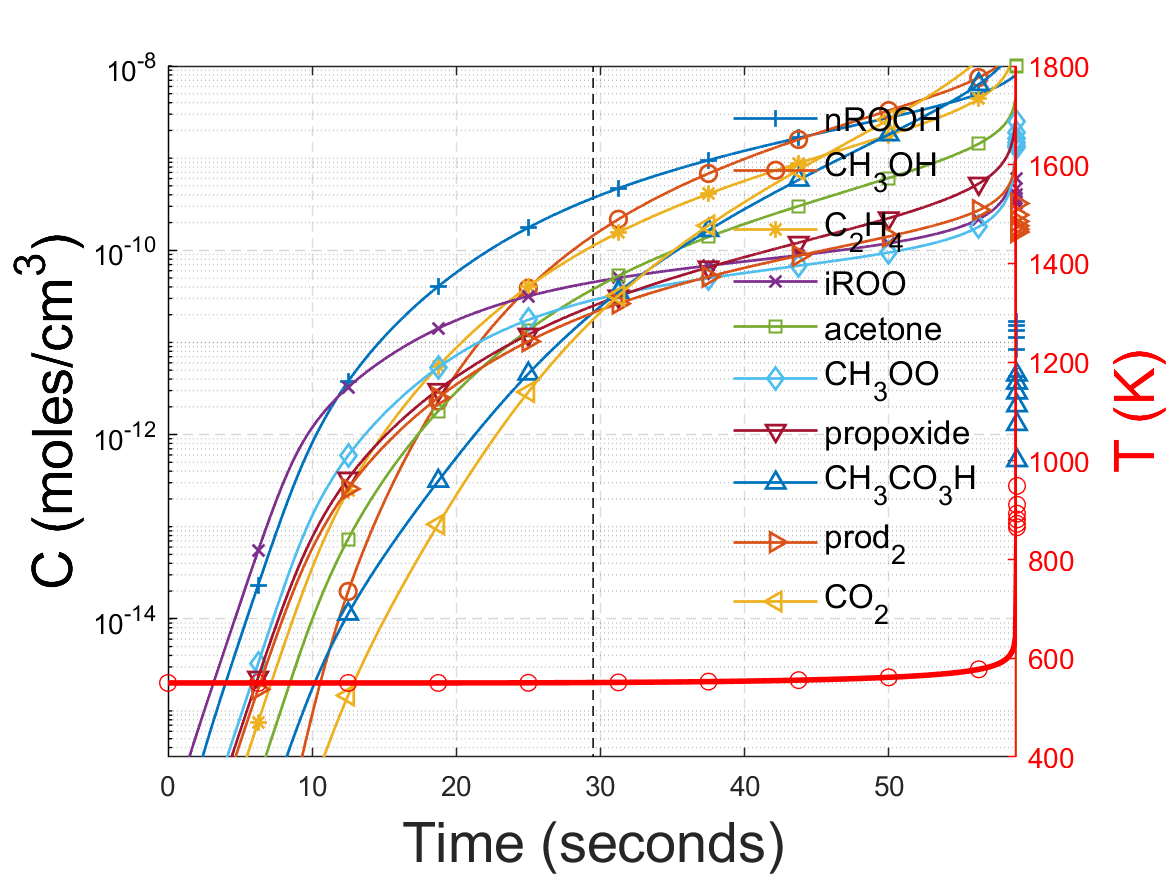 10^-8
10^-10
10^-12
10^-14
C (moles/cm^3)
0
10
20
30
40
50
Time (seconds)
1800
1600
1400
1200
1000
800
600
400
T (K)
nROOH
CH_3OH
C_2H_4
iROO
acetone
CH_3OO
propoxide
CH_3CO_3H
prod_2
CO_2